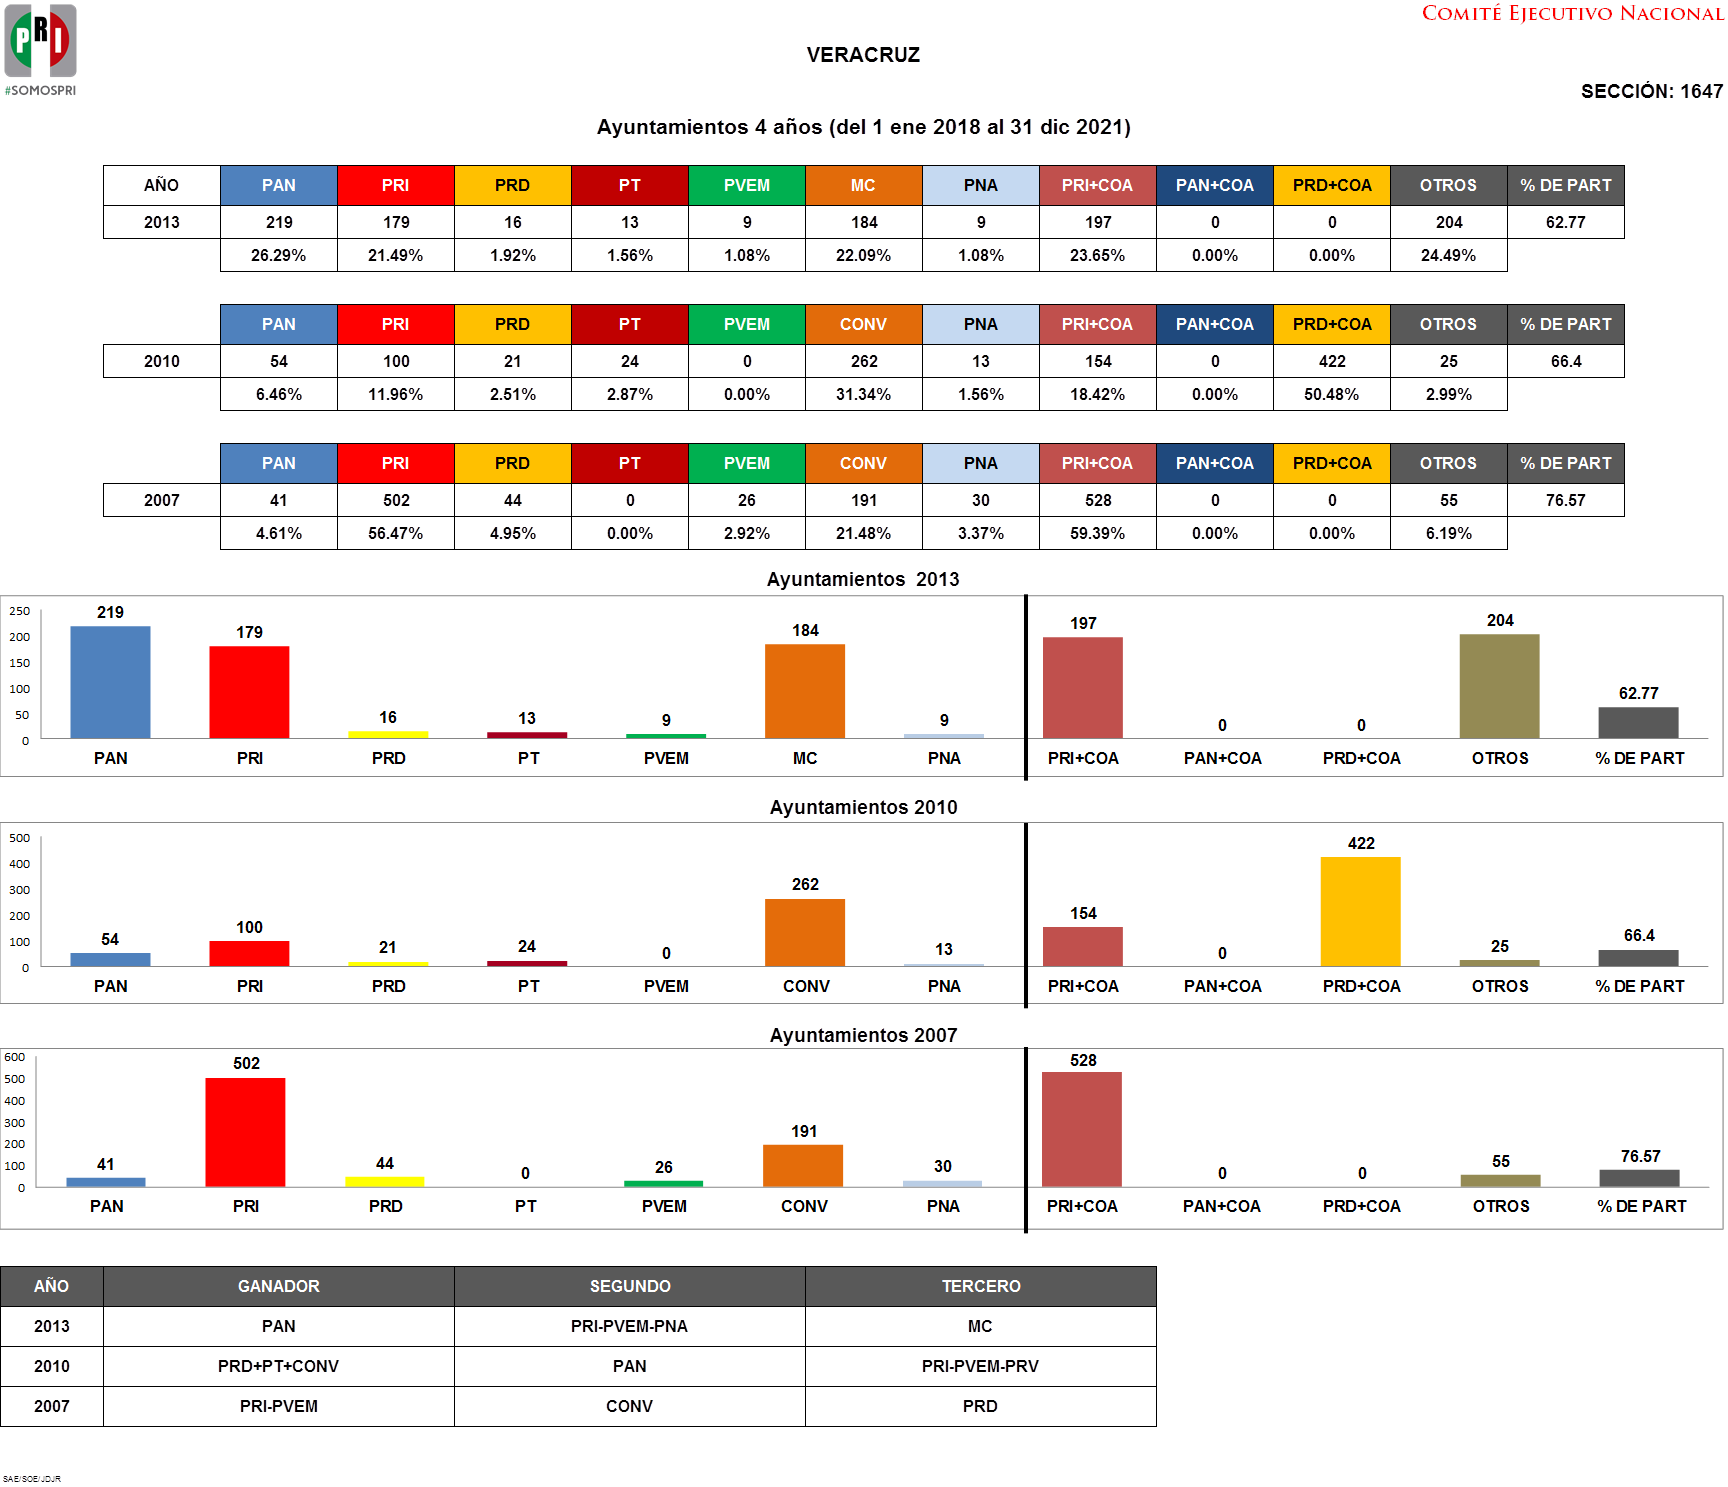 PRI
#SOMOSPRI
COMITÉ EJECUTIVO NACIONAL
VERACRUZ
SECCIÓN: 1647
Ayuntamientos 4 años (del 1 ene 2018 al 31 dic 2021)
AÑO PAN PRI PRD PT PVEM MC PNA PRI+COA PAN+COA PRD+COA OTROS % DE PART
2013 219 179 16 13 9 184 9 197 0 0 204 62.77
26.29% 21.49% 1.92% 1.56% 1.08% 22.09% 1.08% 23.65% 0.00% 0.00% 24.49%
PAN PRI PRD PT PVEM CONV PNA PRI+COA PAN+COA PRD+COA OTROS % DE PART
2010 54 100 21 24 0 262 13 154 0 422 25 66.4
6.46% 11.96% 2.51% 2.87% 0.00% 31.34% 1.56% 18.42% 0.00% 50.48% 2.99%
PAN PRI PRD PT PVEM CONV PNA PRI+COA PAN+COA PRD+COA OTROS % DE PART
2007 41 502 44 0 26 191 30 528 0 0 55 76.57
4.61% 56.47% 4.95% 0.00% 2.92% 21.48% 3.37% 59.39% 0.00% 0.00% 6.19%
Ayuntamientos 2013
250
200
150
100
50
0
219 179 16 13 9 184 9 197 0 0 204 62.77
PAN PRI PRD PT PVEM MC PNA PRI+COA PAN+COA PRD+COA OTROS % DE PART
Ayuntamientos 2010
500
400
300
200
100
0
54 100 21 24 0 262 13 154 0 422 25 66.4
PAN PRI PRD PT PVEM CONV PNA PRI+COA PAN+COA PRD+COA OTROS % DE PART
Ayuntamientos 2007
600
500
400
300
200
100
0
41 502 44 0 26 191 30 528 0 0 55 76.57
PAN PRI PRD PT PVEM CONV PNA PRI+COA PAN+COA PRD+COA OTROS % DE PART
AÑO GANADOR SEGUNDO TERCERO
2013 PAN PRI-PVEM-PNA MC
2010 PRD+PT+CONV PAN PRI-PVEM-PRV
2007 PRI-PVEM CONV PRD
SAE/SOE/JDJR